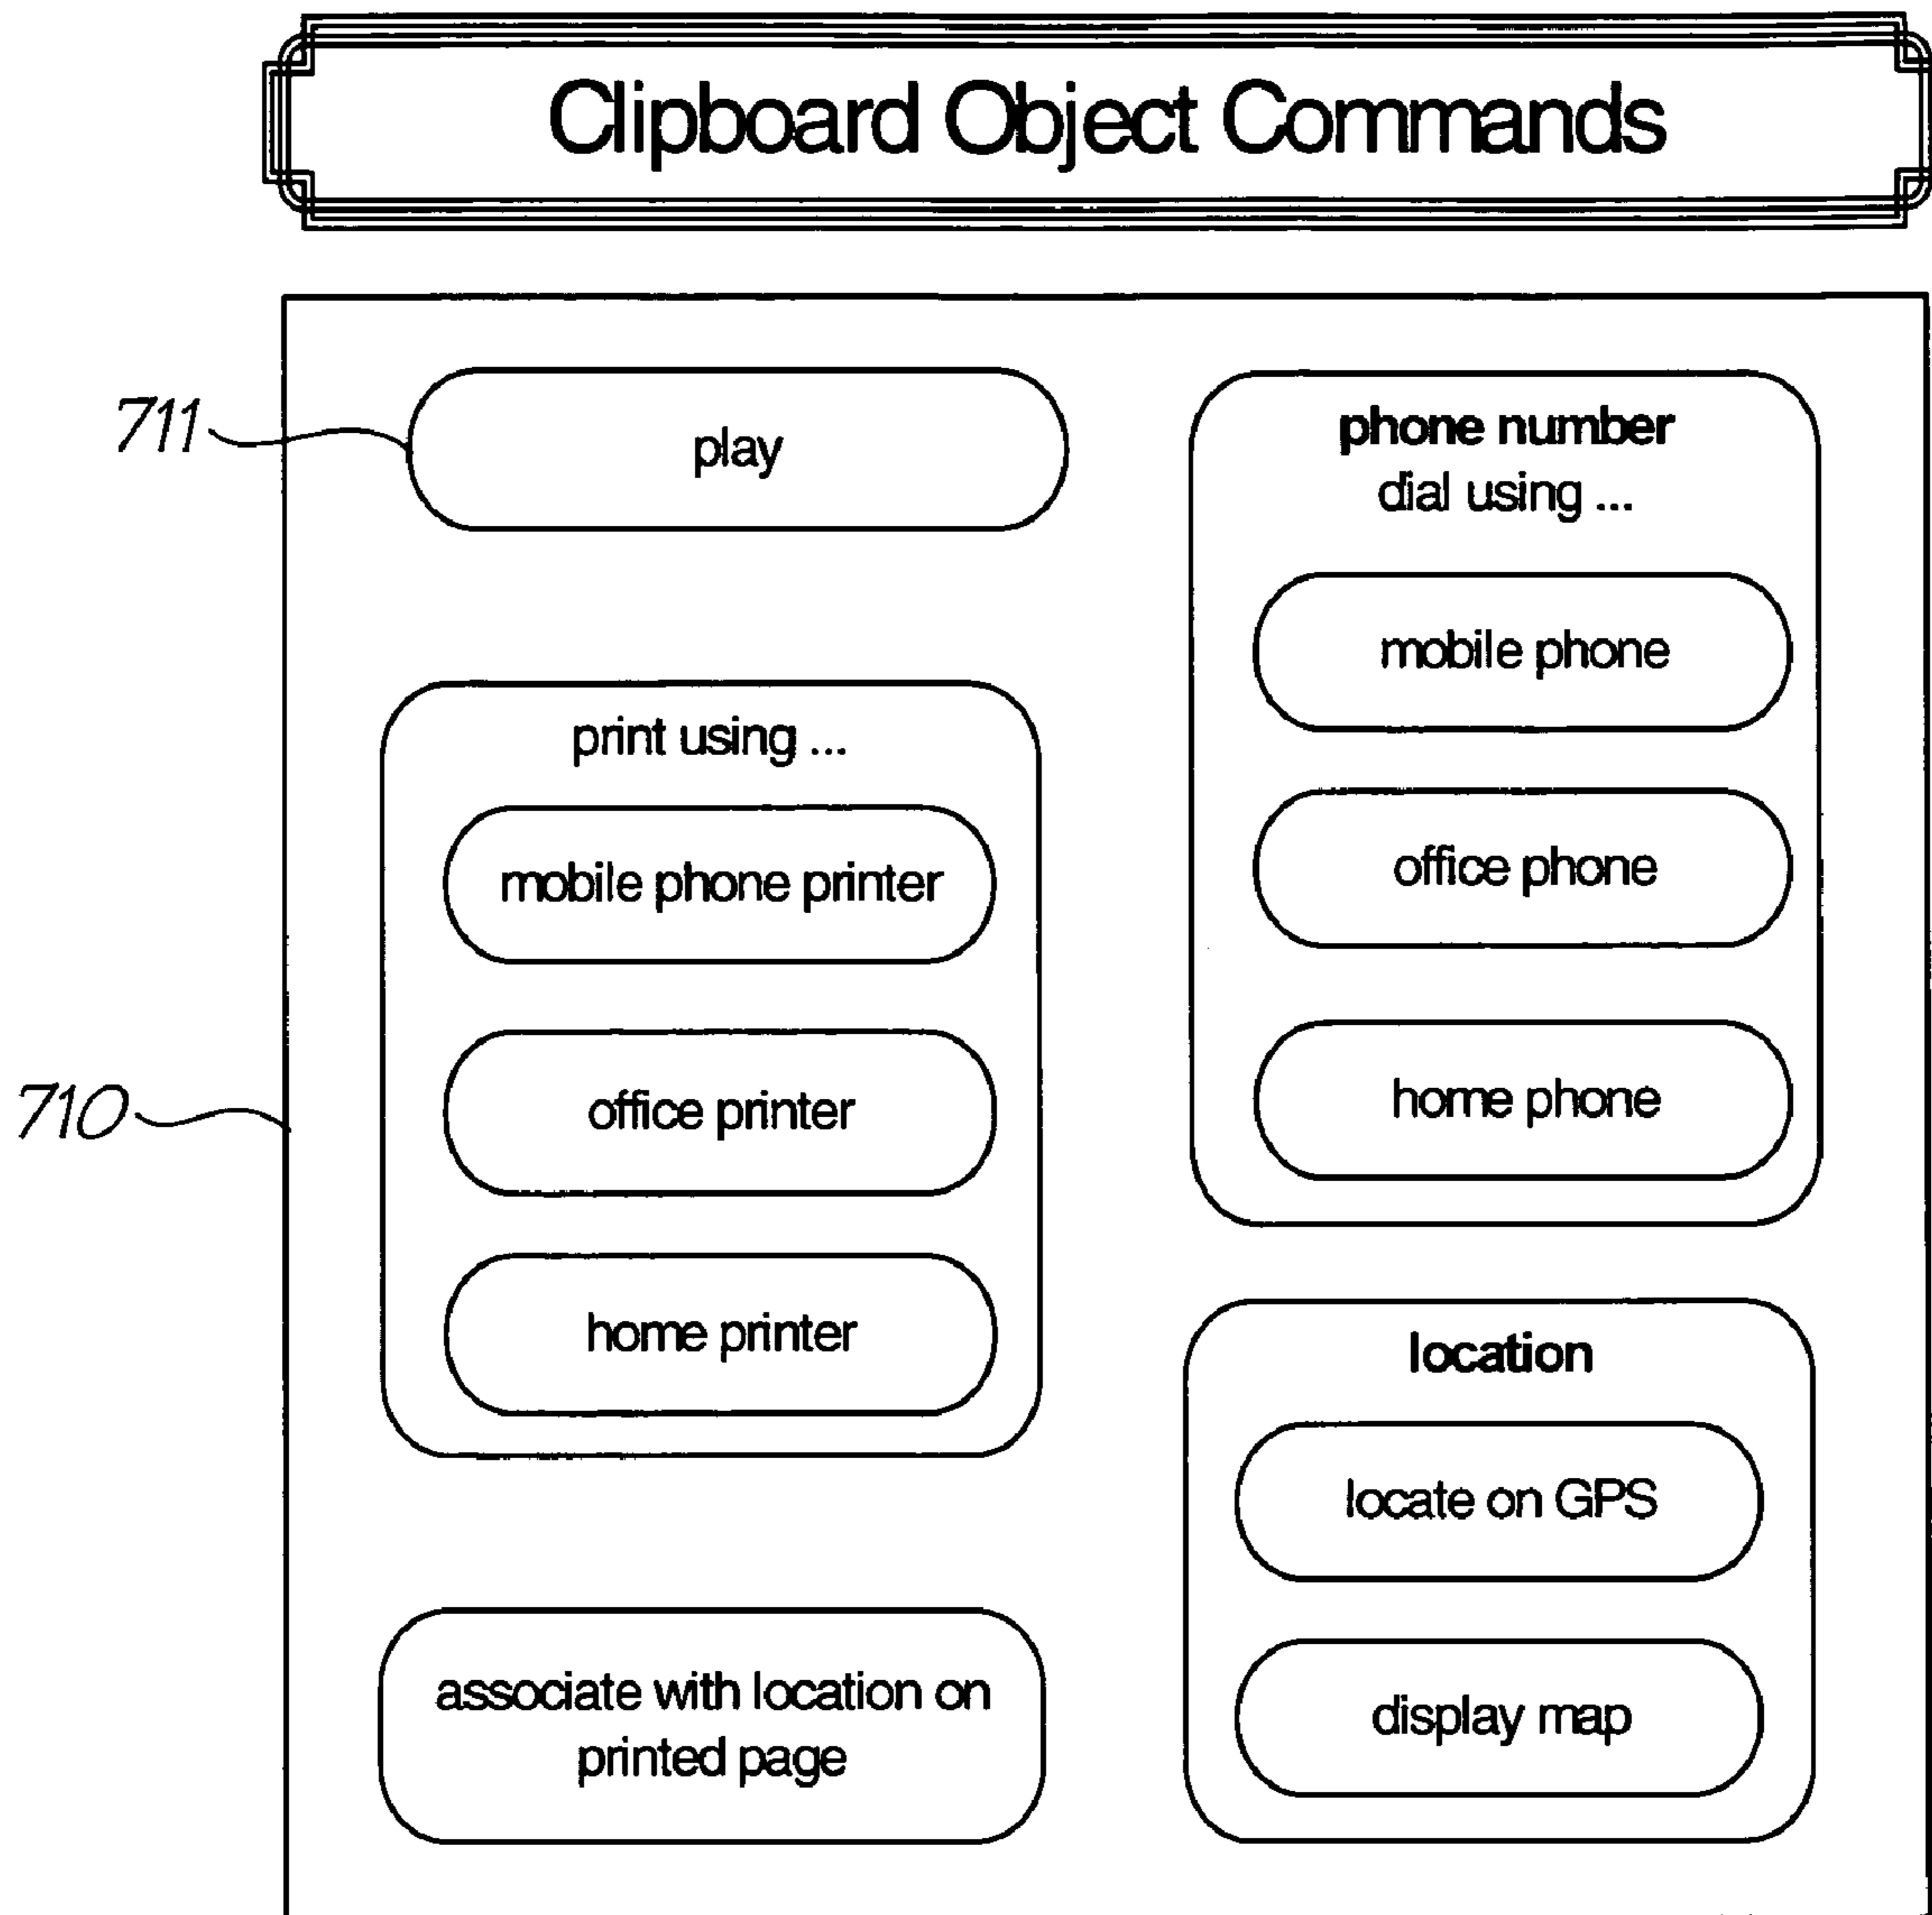 Clipboard Object Commands
711
play
print using ...
mobile phone printer
office printer
home printer
710
associate with location on
printed page
phone number
dial using ...
mobile phone
office phone
home phone
location
locate on GPS
display map